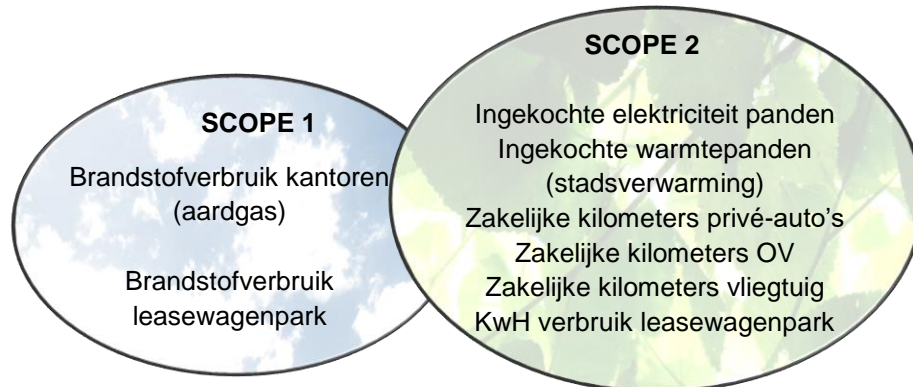 SCOPE 1
Brandstofverbruik kantoren
(aardgas)
Brandstofverbruik
leasewagenpark
SCOPE 2
Ingekochte elektriciteit panden
Ingekochte warmtepanden
(stadsverwarming)
Zakelijke kilometers privé-auto's
Zakelijke kilometers OV
Zakelijke kilometers vliegtuig
KwH verbruik leasewagenpark